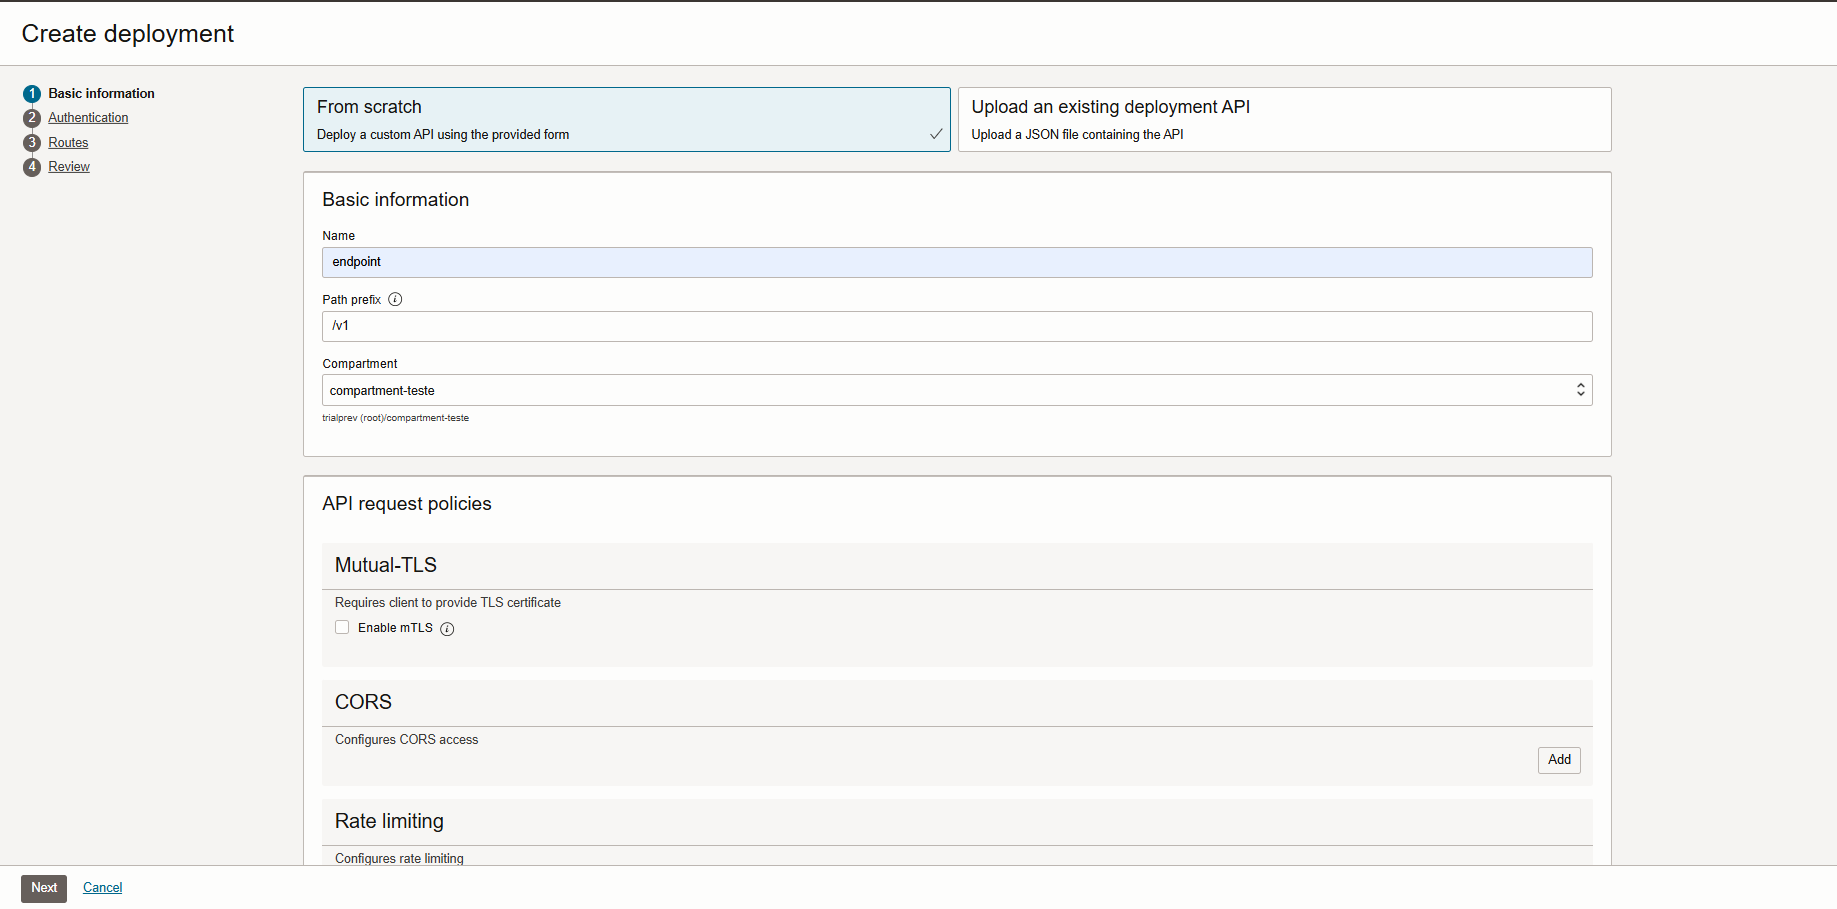 Create deployment
1 Basic information
2 Authentication
3 Routes
4 Review
From scratch
Deploy a custom API using the provided form
Upload an existing deployment API
Upload a JSON file containing the API
Basic information
Name
endpoint
Path prefix i
/v1
Compartment
compartment-teste
trialprev (root)/compartment-teste
API request policies
Mutual-TLS
Requires client to provide TLS certificate
Enable mTLS i
CORS
Configures CORS access
Add
Rate limiting
Configures rate limiting
Next Cancel